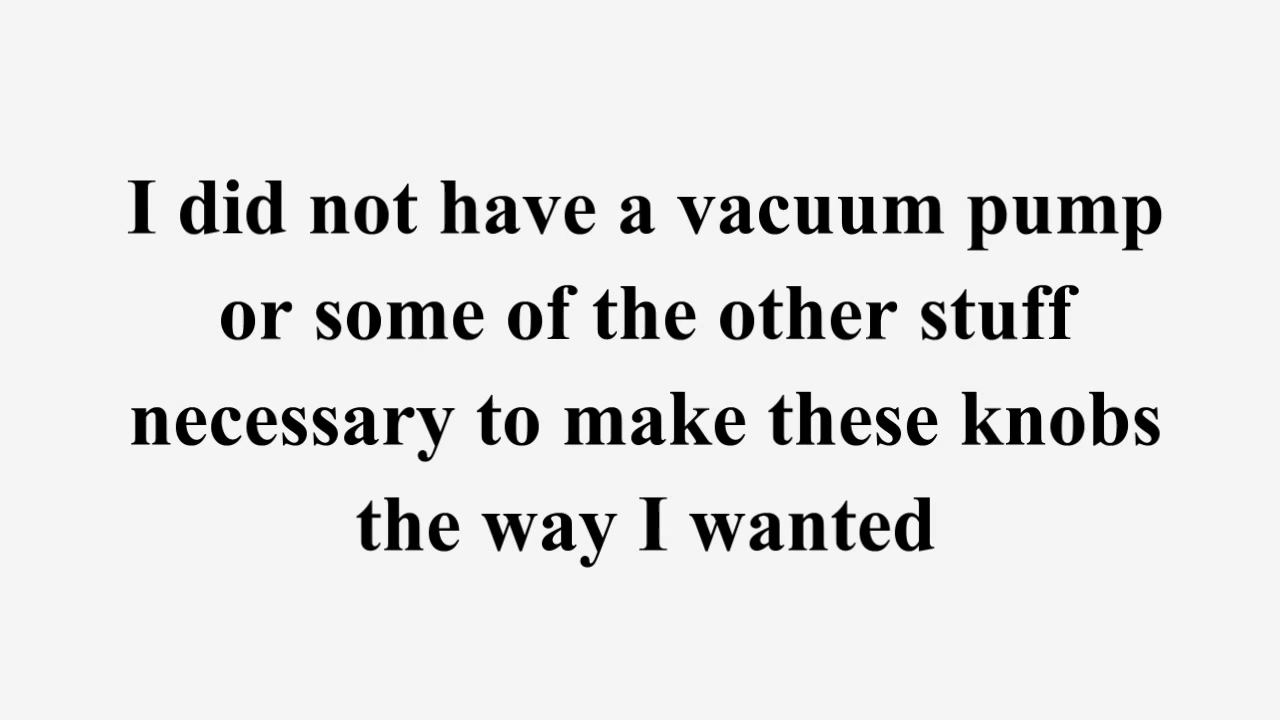 I did not have a vacuum pump
or some of the other stuff
necessary to make these knobs
the way I wanted